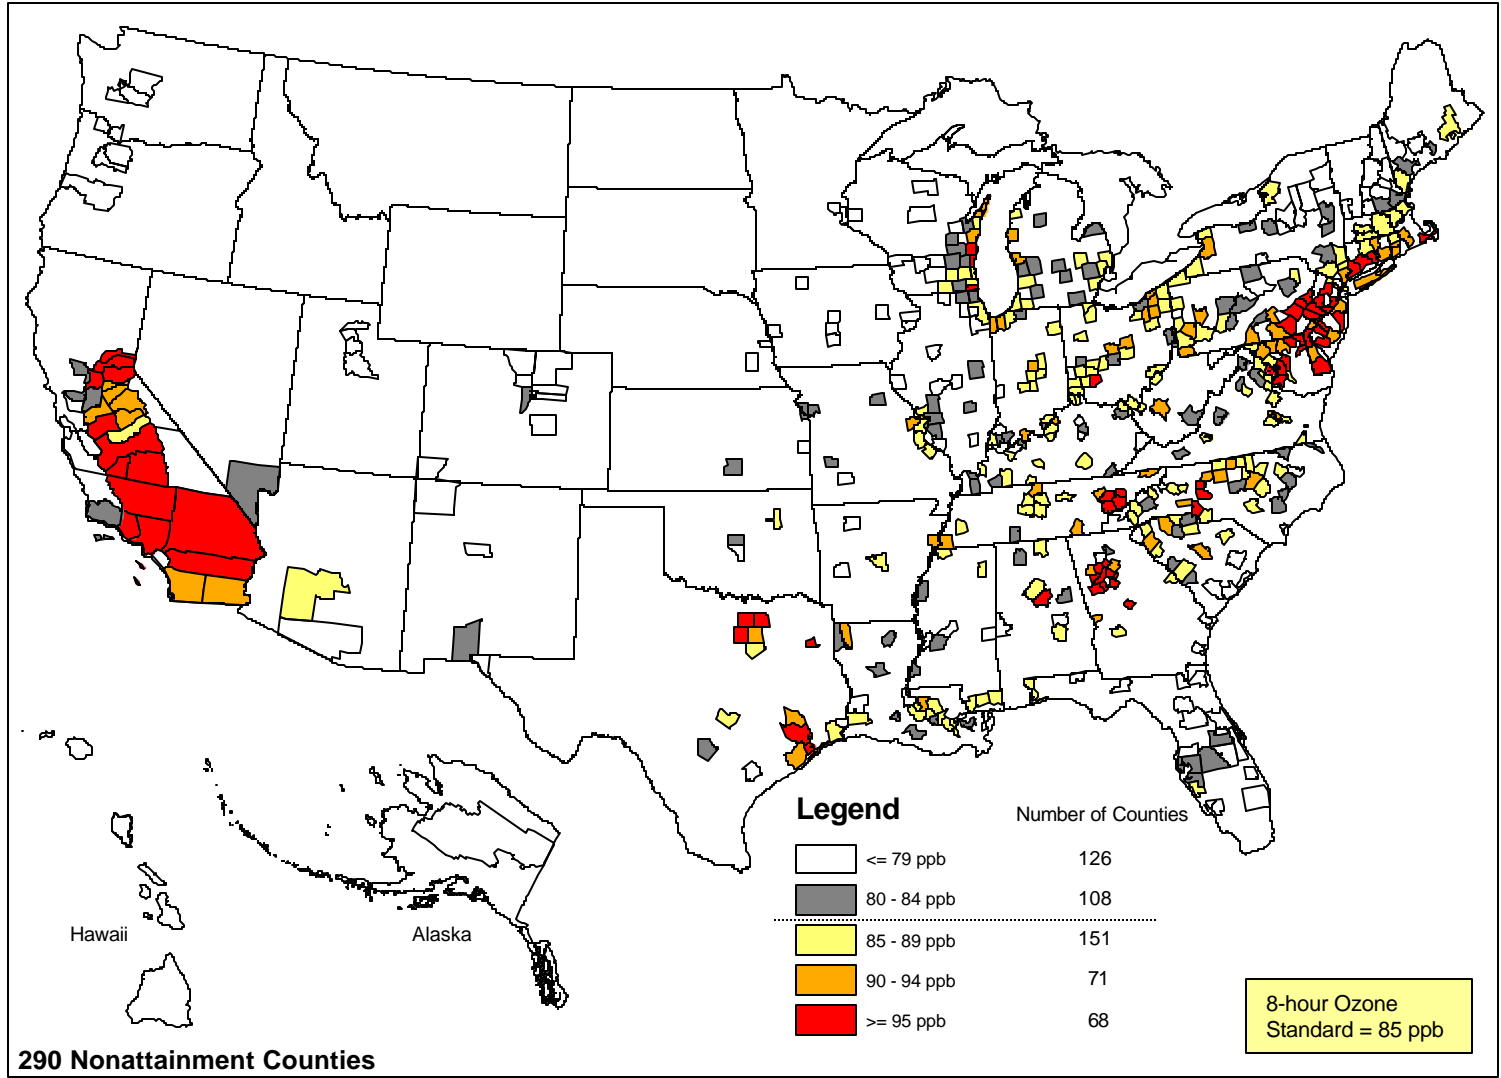 Legend
Number of Counties
<= 79 ppb 126
80 - 84 ppb 108
85 - 89 ppb 151
90 - 94 ppb 71
>= 95 ppb 68
Hawaii
Alaska
8-hour Ozone
Standard = 85 ppb
290 Nonattainment Counties